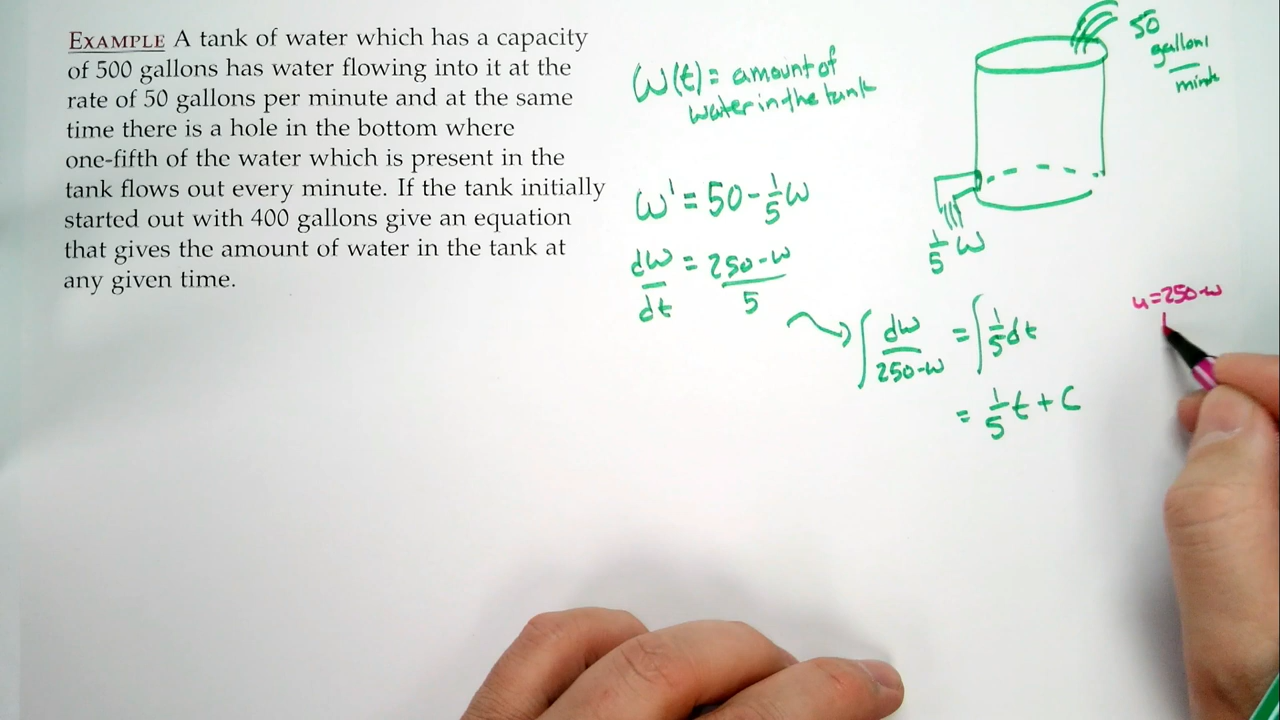 EXAMPLE A tank of water which has a capacity
of 500 gallons has water flowing into it at the
rate of 50 gallons per minute and at the same
time there is a hole in the bottom where
one-fifth of the water which is present in the
tank flows out every minute. If the tank initially
started out with 400 gallons give an equation
that gives the amount of water in the tank at
any given time.
W(t) = amount of
water in the tank
W' = 50 - 1/5 W
dW/dt = (250-W)/5
50
gallons
minute
1/5 W
∫ dW/(250-W) = ∫ 1/5 dt
= 1/5 t + C
u=250-W